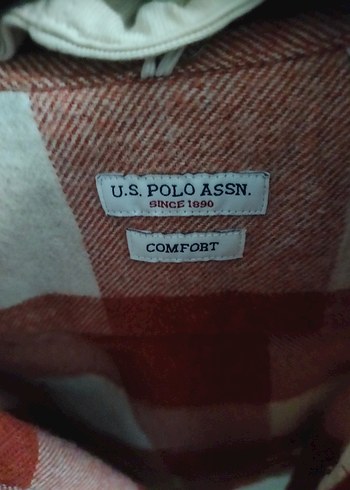 U.S. POLO ASSN.
SINCE 1890
COMFORT